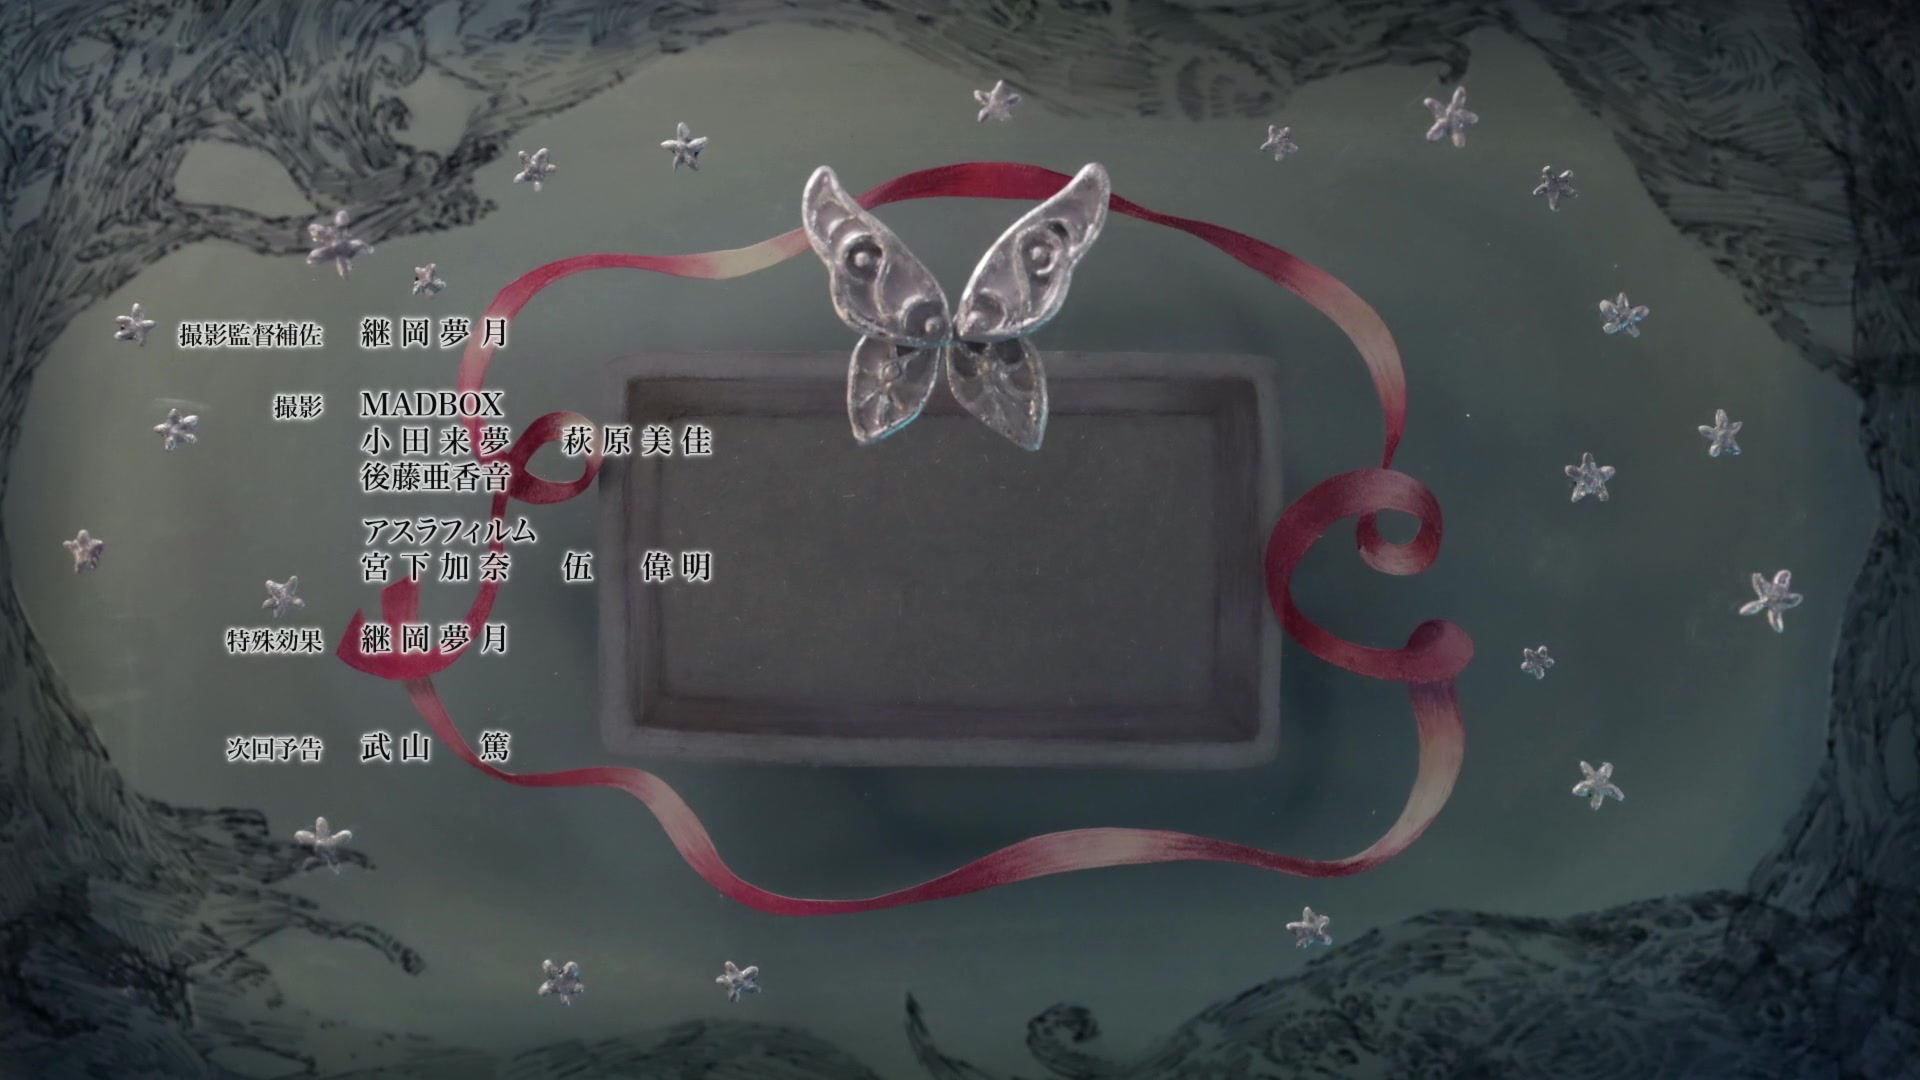 撮影監督補佐 継岡夢月
撮影 MADBOX
小田来夢 萩原美佳
後藤亜香音
アスラフィルム
宮下加奈 伍 偉明
特殊効果 継岡夢月
次回予告 武山 篤